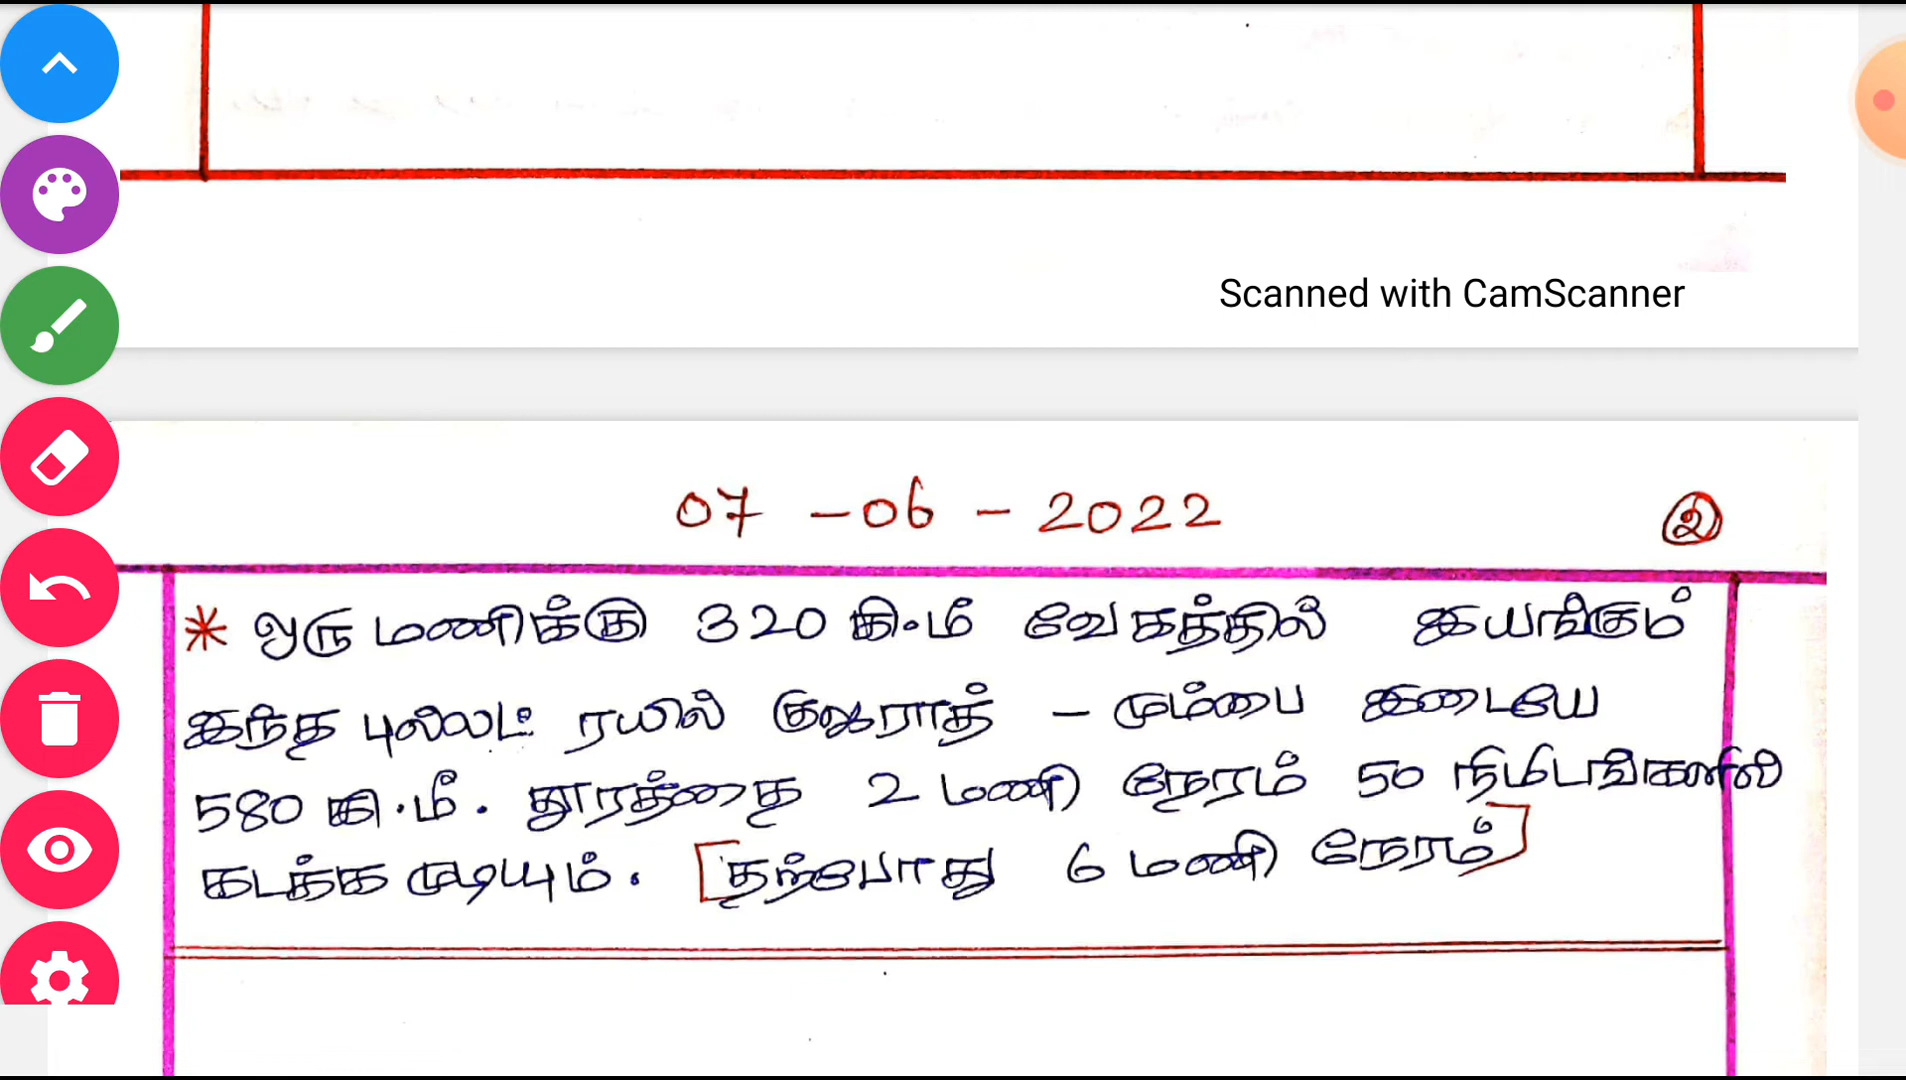 Scanned with CamScanner
07 - 06 - 2022 ②
* ஒரு மணிக்கு 320 கி.மீ வேகத்தில் இயங்கும்
இந்த புல்லட் ரயில் குஜராத் - மும்பை இடையே
580 கி.மீ. தூரத்தை 2 மணி நேரம் 50 நிமிடங்களில்
கடக்க முடியும். [தற்போது 6 மணி நேரம்]